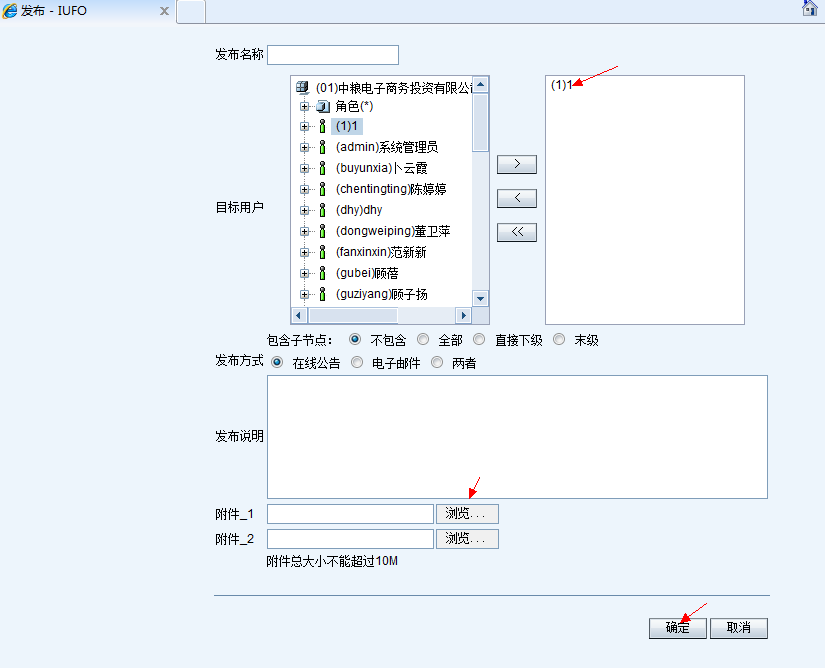 发布 - IUFO
发布名称
(01)中粮电子商务投资有限公
角色(*)
(1)1
(admin)系统管理员
(buyunxia)卜云霞
(chentingting)陈婷婷
(dhy)dhy
(dongweiping)董卫萍
(fanxinxin)范新新
(gubei)顾蓓
(guziyang)顾子扬
目标用户
>
<
<<
(1)1
包含子节点： 不包含 全部 直接下级 末级
发布方式 在线公告 电子邮件 两者
发布说明
附件_1 浏览...
附件_2 浏览...
附件总大小不能超过10M
确定 取消